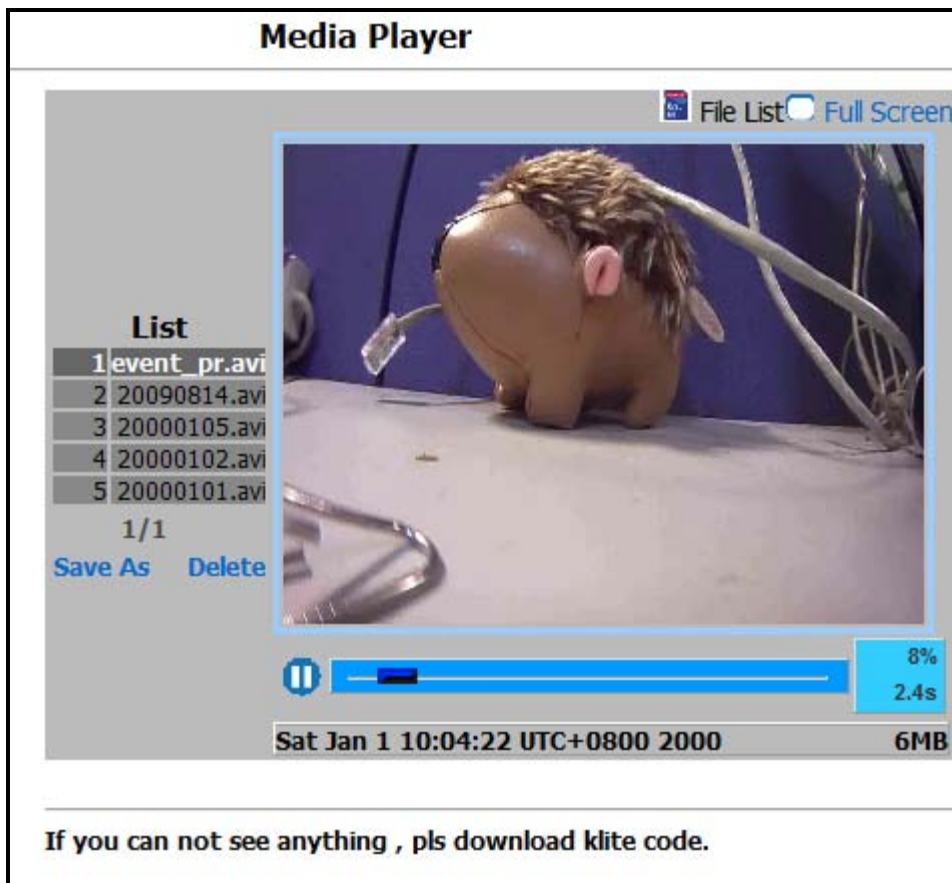 Media Player
File List Full Screen
List
1 event_pr.avi
2 20090814.avi
3 20000105.avi
4 20000102.avi
5 20000101.avi
1/1
Save As Delete
8%
2.4s
Sat Jan 1 10:04:22 UTC+0800 2000 6MB
If you can not see anything , pls download klite code.